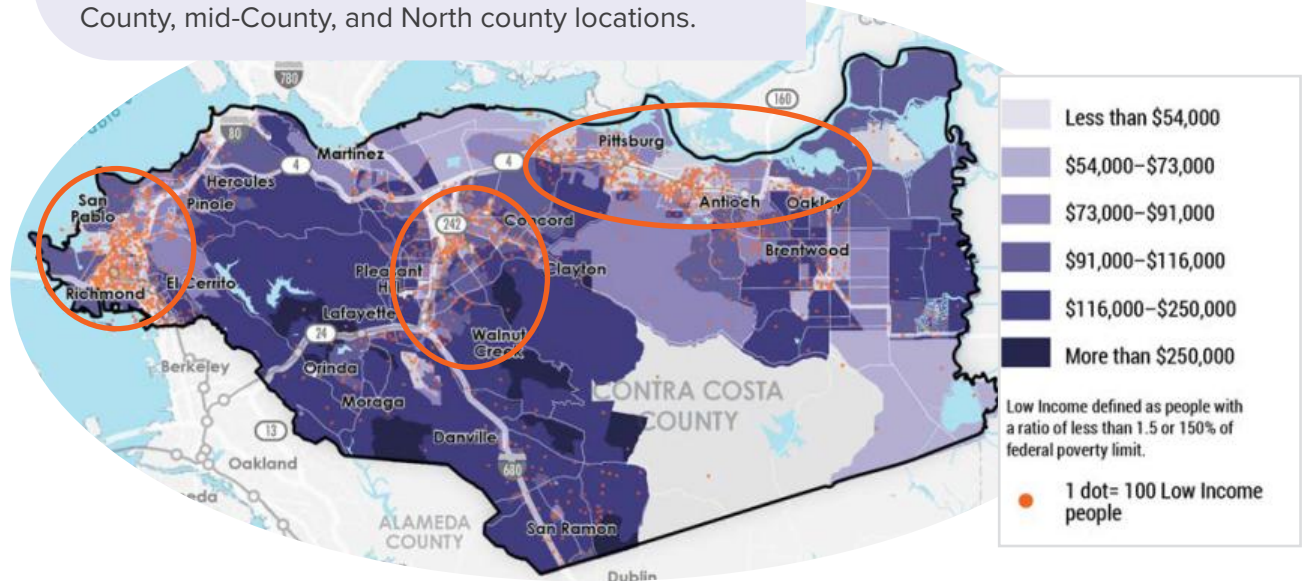 County, mid-County, and North county locations.
780
160
80
Martinez
4
4
Pittsburg
Hercules
San
Pablo
Pinole
Antioch
Oakley
242
Concord
Brentwood
Pleasant
Hill
Clayton
El Cerrito
Richmond
Lafayette
24
Walnut
Creek
Berkeley
Orinda
CONTRA COSTA
COUNTY
Moraga
13
Danville
Oakland
680
ALAMEDA
COUNTY
San Ramon
Dublin
Less than $54,000
$54,000–$73,000
$73,000–$91,000
$91,000–$116,000
$116,000–$250,000
More than $250,000
Low Income defined as people with
a ratio of less than 1.5 or 150% of
federal poverty limit.
1 dot= 100 Low Income
people